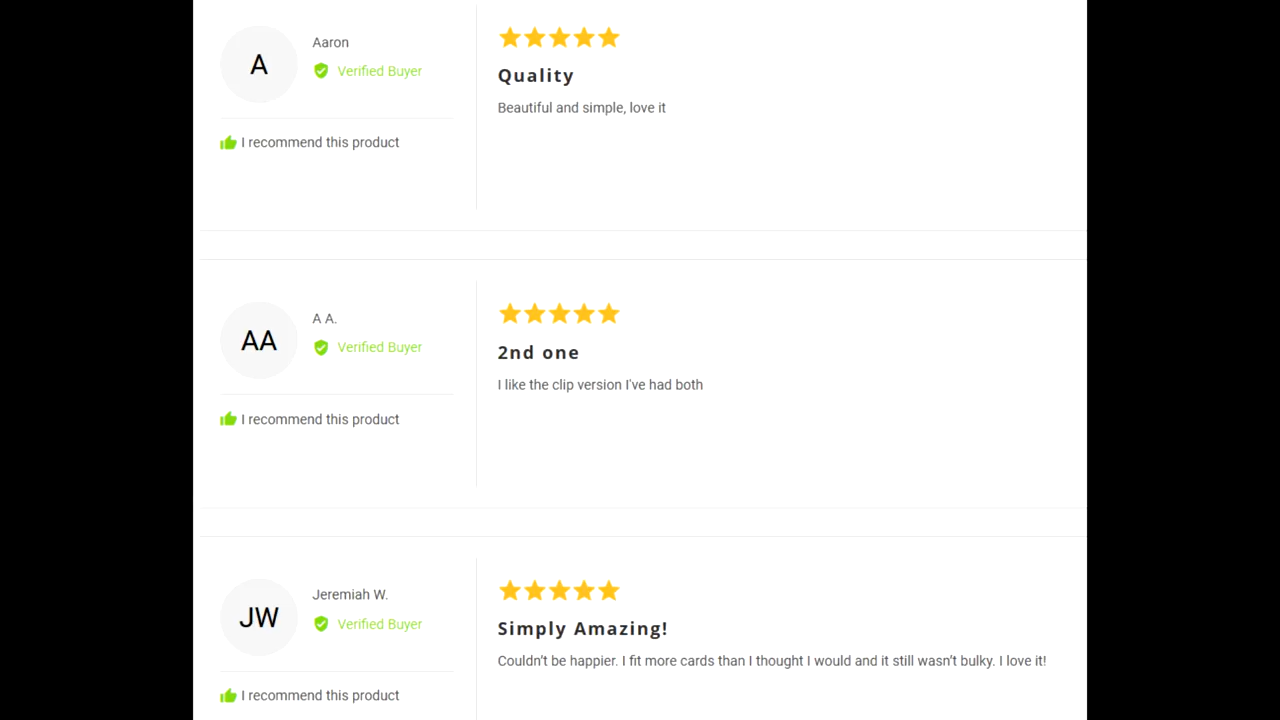 A
Aaron
Verified Buyer
I recommend this product
Quality
Beautiful and simple, love it
AA
A A.
Verified Buyer
I recommend this product
2nd one
I like the clip version I've had both
JW
Jeremiah W.
Verified Buyer
I recommend this product
Simply Amazing!
Couldn’t be happier. I fit more cards than I thought I would and it still wasn’t bulky. I love it!